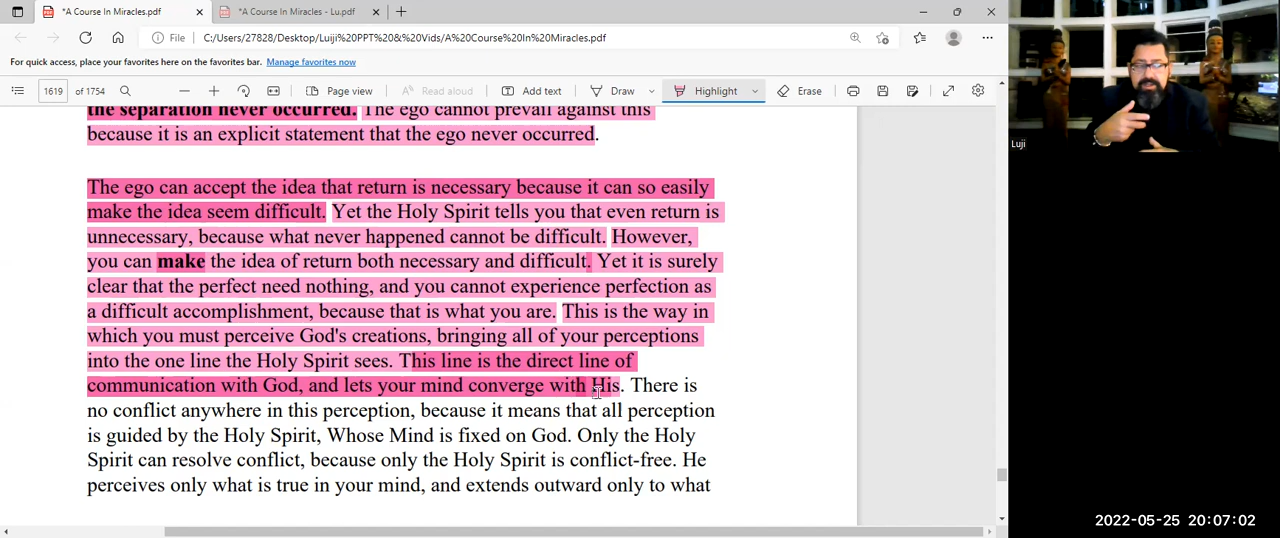 *A Course In Miracles.pdf
*A Course In Miracles - Lu.pdf
File
C:/Users/27828/Desktop/Luiji%20PPT%20&%20Vids/A%20Course%20In%20Miracles.pdf
For quick access, place your favorites here on the favorites bar. Manage favorites now
1619 of 1754
Page view
Read aloud
Add text
Draw
Highlight
Erase
the separation never occurred. The ego cannot prevail against this
because it is an explicit statement that the ego never occurred.
The ego can accept the idea that return is necessary because it can so easily
make the idea seem difficult. Yet the Holy Spirit tells you that even return is
unnecessary, because what never happened cannot be difficult. However,
you can make the idea of return both necessary and difficult. Yet it is surely
clear that the perfect need nothing, and you cannot experience perfection as
a difficult accomplishment, because that is what you are. This is the way in
which you must perceive God's creations, bringing all of your perceptions
into the one line the Holy Spirit sees. This line is the direct line of
communication with God, and lets your mind converge with His. There is
no conflict anywhere in this perception, because it means that all perception
is guided by the Holy Spirit, Whose Mind is fixed on God. Only the Holy
Spirit can resolve conflict, because only the Holy Spirit is conflict-free. He
perceives only what is true in your mind, and extends outward only to what
Luji
2022-05-25 20:07:02